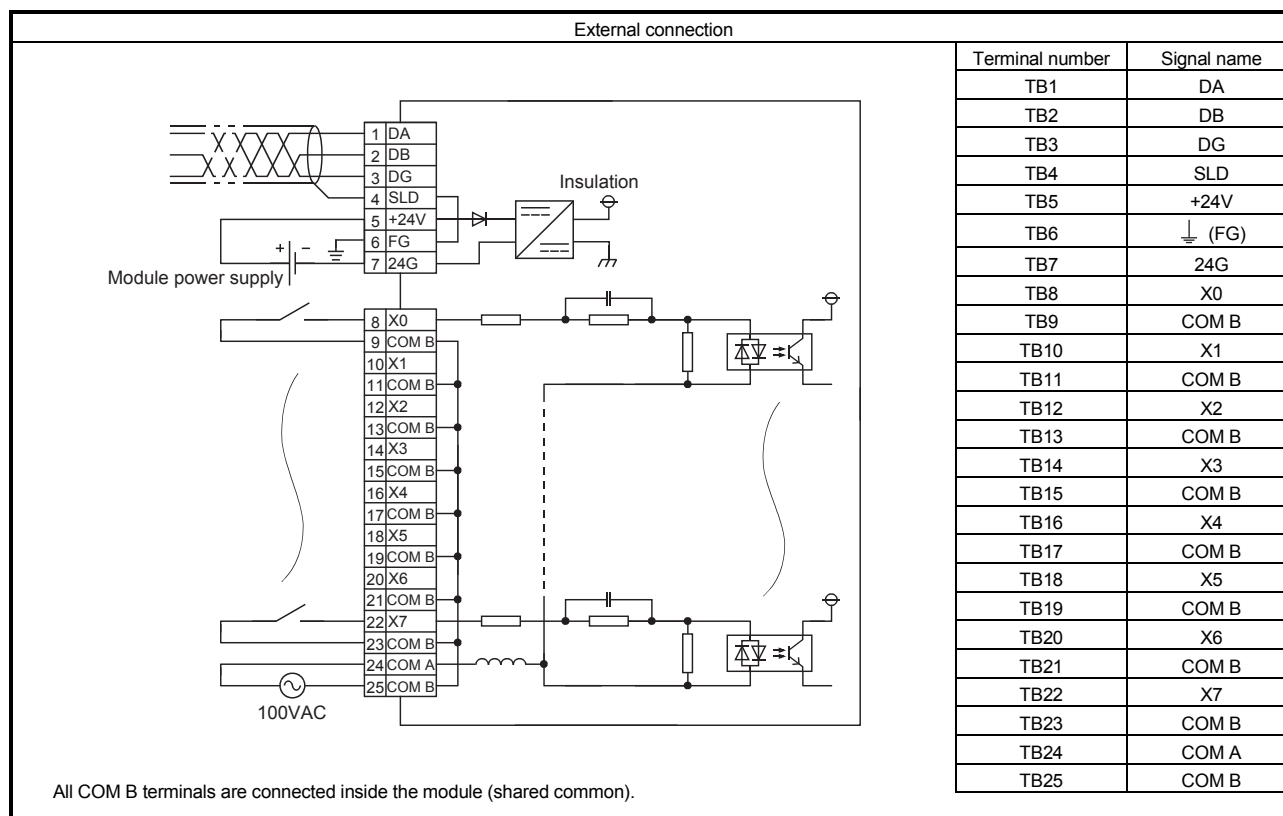 External connection
1 DA
2 DB
3 DG
4 SLD
5 +24V
6 FG
7 24G
Insulation
+ −
Module power supply
8 X0
9 COM B
10 X1
11 COM B
12 X2
13 COM B
14 X3
15 COM B
16 X4
17 COM B
18 X5
19 COM B
20 X6
21 COM B
22 X7
23 COM B
24 COM A
25 COM B
100VAC
All COM B terminals are connected inside the module (shared common).
Terminal number Signal name
TB1 DA
TB2 DB
TB3 DG
TB4 SLD
TB5 +24V
TB6 (FG)
TB7 24G
TB8 X0
TB9 COM B
TB10 X1
TB11 COM B
TB12 X2
TB13 COM B
TB14 X3
TB15 COM B
TB16 X4
TB17 COM B
TB18 X5
TB19 COM B
TB20 X6
TB21 COM B
TB22 X7
TB23 COM B
TB24 COM A
TB25 COM B